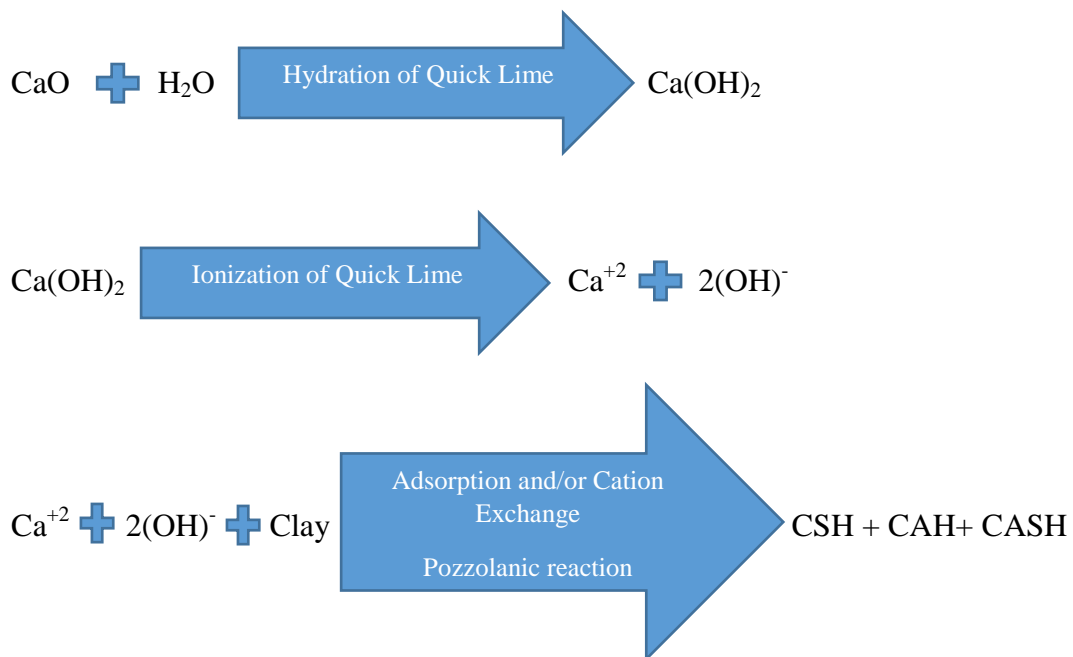 CaO + H₂O Hydration of Quick Lime Ca(OH)₂
Ca(OH)₂ Ionization of Quick Lime Ca⁺² + 2(OH)⁻
Ca⁺² + 2(OH)⁻ + Clay Adsorption and/or Cation
Exchange
Pozzolanic reaction CSH + CAH+ CASH